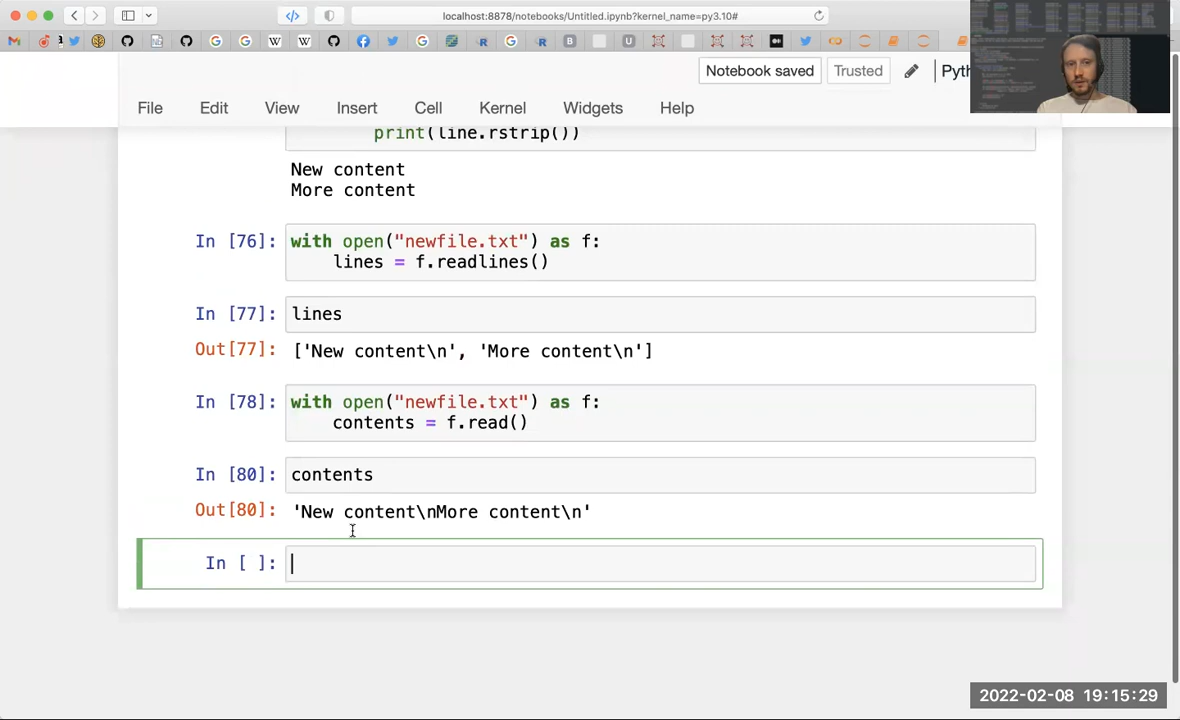 localhost:8878/notebooks/Untitled.ipynb?kernel_name=py3.10#
Notebook saved
Trusted
Pyth
File Edit View Insert Cell Kernel Widgets Help
print(line.rstrip())
New content
More content
In [76]: with open("newfile.txt") as f:
lines = f.readlines()
In [77]: lines
Out[77]: ['New content\n', 'More content\n']
In [78]: with open("newfile.txt") as f:
contents = f.read()
In [80]: contents
Out[80]: 'New content\nMore content\n'
In [ ]:
2022-02-08 19:15:29